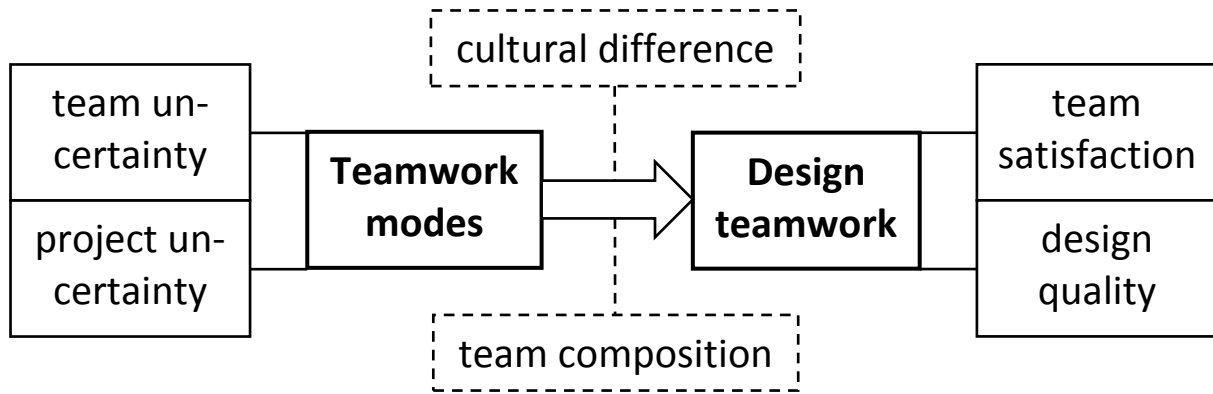 cultural difference
team un-
certainty
project un-
certainty
Teamwork
modes
Design
teamwork
team
satisfaction
design
quality
team composition